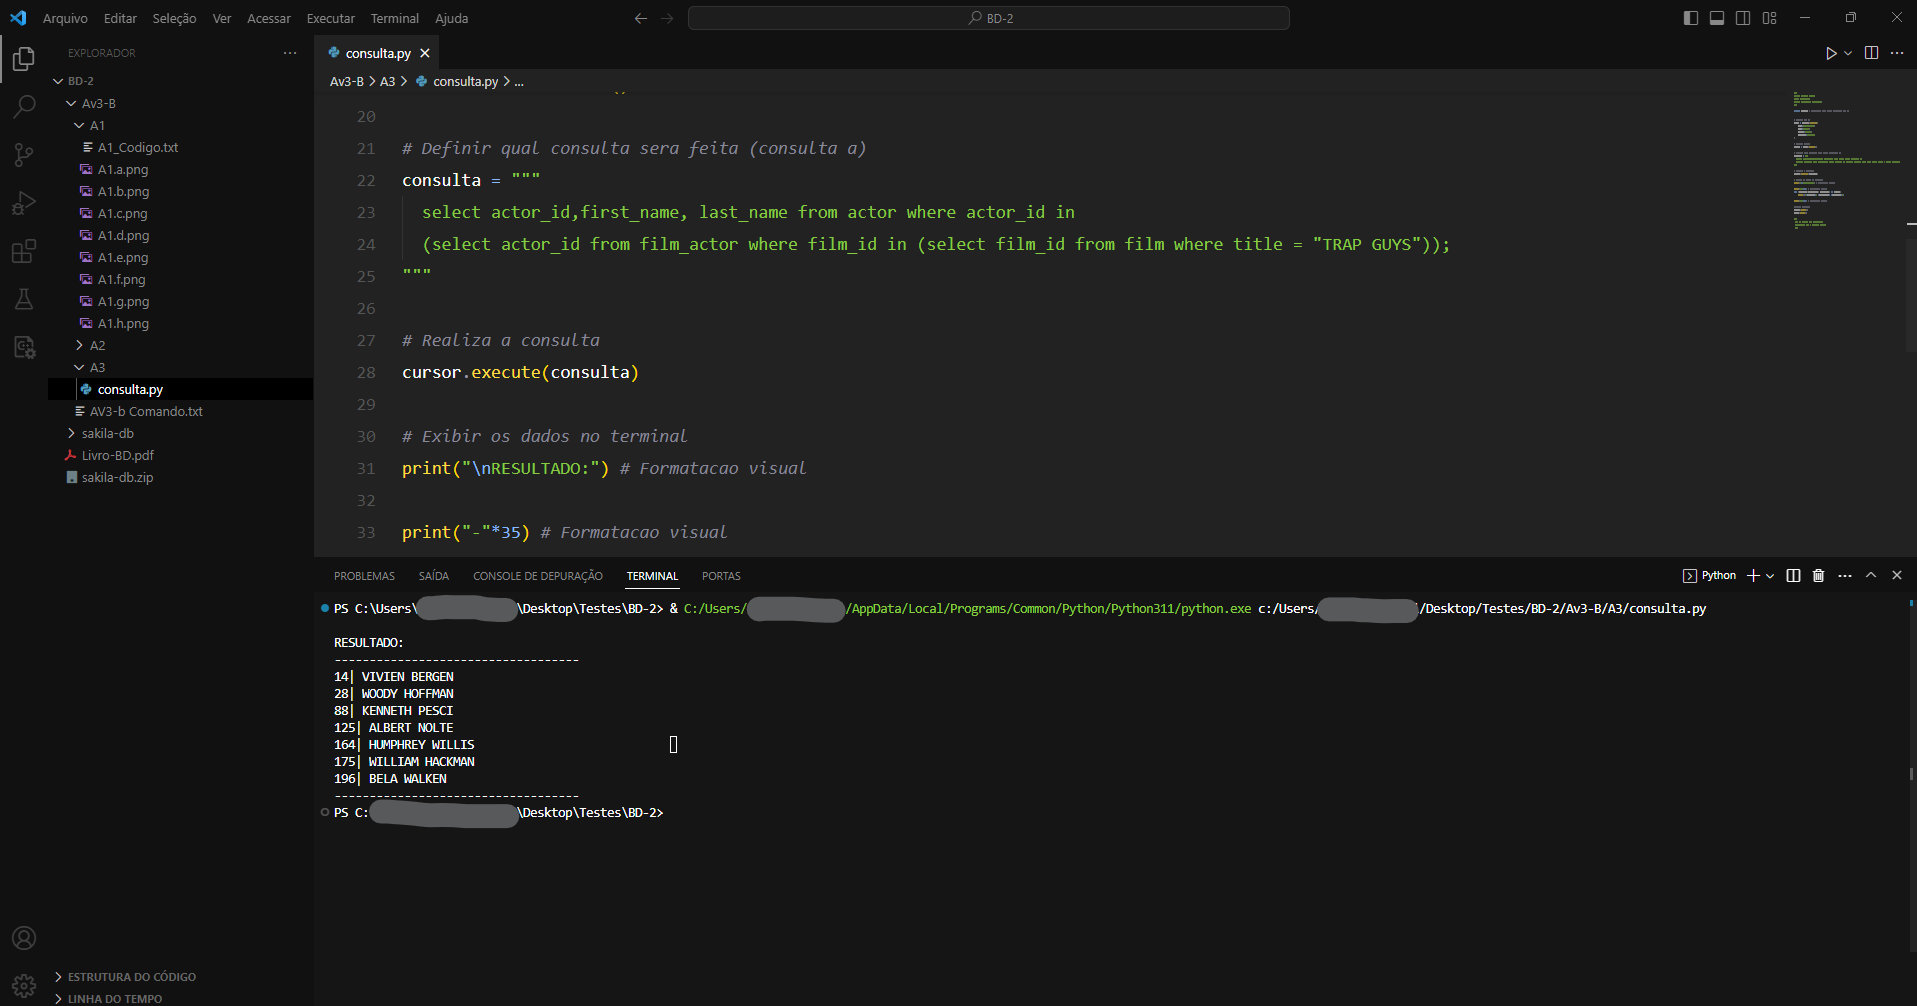 Arquivo Editar Seleção Ver Acessar Executar Terminal Ajuda
BD-2
EXPLORADOR
BD-2
Av3-B
A1
A1_Codigo.txt
A1.a.png
A1.b.png
A1.c.png
A1.d.png
A1.e.png
A1.f.png
A1.g.png
A1.h.png
A2
A3
consulta.py
AV3-b Comando.txt
sakila-db
Livro-BD.pdf
sakila-db.zip
ESTRUTURA DO CÓDIGO
LINHA DO TEMPO
consulta.py
Av3-B > A3 > consulta.py > ...
20
21 # Definir qual consulta sera feita (consulta a)
22 consulta = """
23 select actor_id,first_name, last_name from actor where actor_id in
24 (select actor_id from film_actor where film_id in (select film_id from film where title = "TRAP GUYS"));
25 """
26
27 # Realiza a consulta
28 cursor.execute(consulta)
29
30 # Exibir os dados no terminal
31 print("\nRESULTADO:") # Formatacao visual
32
33 print("-"*35) # Formatacao visual
PROBLEMAS SAÍDA CONSOLE DE DEPURAÇÃO TERMINAL PORTAS
Python
PS C:\Users\ \Desktop\Testes\BD-2> & C:/Users/ /AppData/Local/Programs/Common/Python/Python311/python.exe c:/Users/ /Desktop/Testes/BD-2/Av3-B/A3/consulta.py
RESULTADO:
-----------------------------------
14| VIVIEN BERGEN
28| WOODY HOFFMAN
88| KENNETH PESCI
125| ALBERT NOLTE
164| HUMPHREY WILLIS
175| WILLIAM HACKMAN
196| BELA WALKEN
-----------------------------------
PS C: \Desktop\Testes\BD-2>